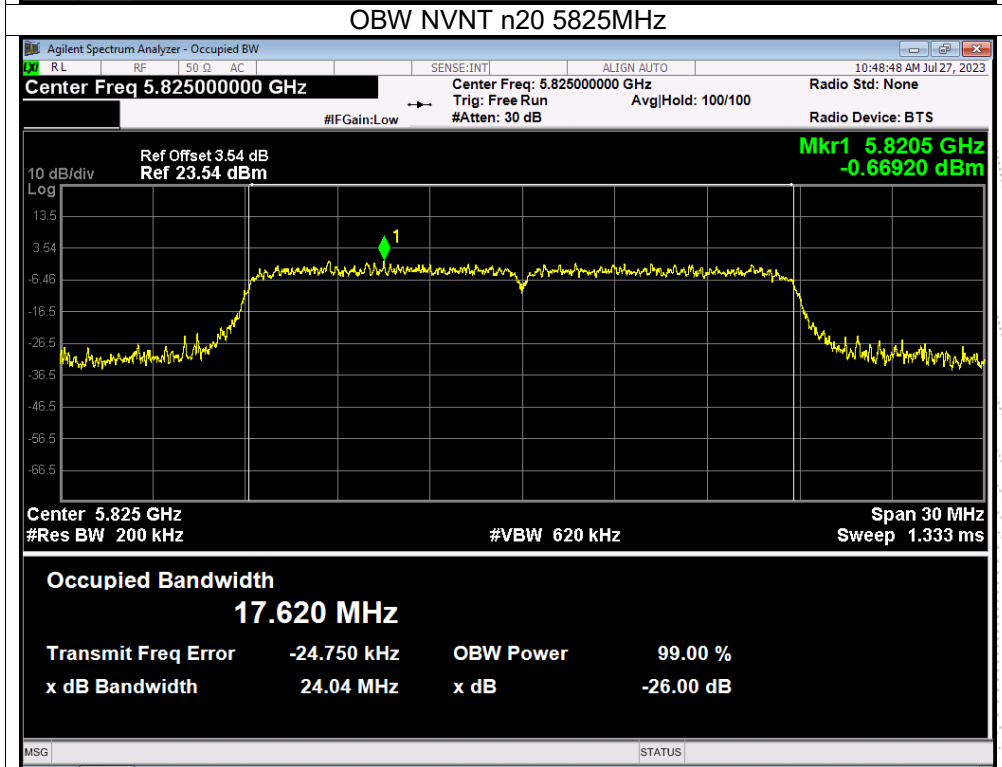 OBW NVNT n20 5825MHz
Agilent Spectrum Analyzer - Occupied BW
LXI RL RF 50 Ω AC SENSE:INT ALIGN AUTO 10:48:48 AM Jul 27, 2023
Center Freq 5.825000000 GHz Center Freq: 5.825000000 GHz Radio Std: None
Trig: Free Run Avg|Hold: 100/100
#IFGain:Low #Atten: 30 dB Radio Device: BTS
Ref Offset 3.54 dB Mkr1 5.8205 GHz
10 dB/div Ref 23.54 dBm -0.66920 dBm
Log
13.5
1
3.54
-6.46
-16.5
-26.5
-36.5
-46.5
-56.5
-66.5
Center 5.825 GHz Span 30 MHz
#Res BW 200 kHz #VBW 620 kHz Sweep 1.333 ms
Occupied Bandwidth
17.620 MHz
Transmit Freq Error -24.750 kHz OBW Power 99.00 %
x dB Bandwidth 24.04 MHz x dB -26.00 dB
MSG STATUS